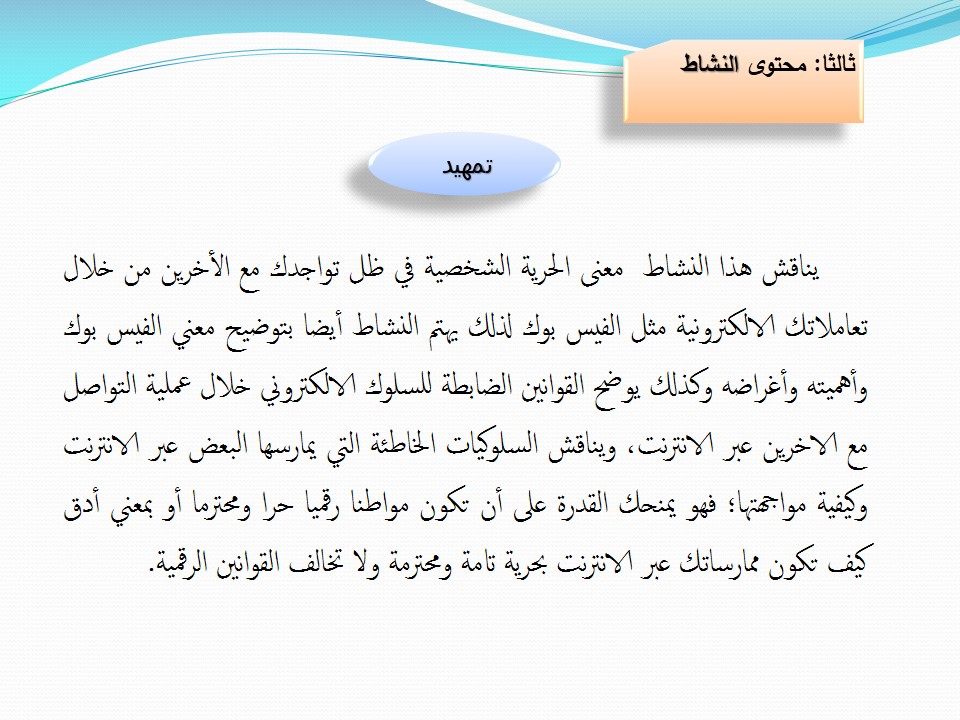 ثالثا: محتوى النشاط
تمهيد
يناقش هذا النشاط معنى الحرية الشخصية في ظل تواجدك مع الأخرين من خلال
تعاملاتك الالكترونية مثل الفيس بوك لذلك يهتم النشاط أيضا بتوضيح معني الفيس بوك
وأهميته وأغراضه وكذلك يوضح القوانين الضابطة للسلوك الالكتروني خلال عملية التواصل
مع الاخرين عبر الانترنت، ويناقش السلوكيات الخاطئة التي يمارسها البعض عبر الانترنت
وكيفية مواجهتها؛ فهو يمنحك القدرة على أن تكون مواطنا رقميا حرا ومحترما أو بمعني أدق
كيف تكون ممارساتك عبر الانترنت بحرية تامة ومحترمة ولا تخالف القوانين الرقمية.